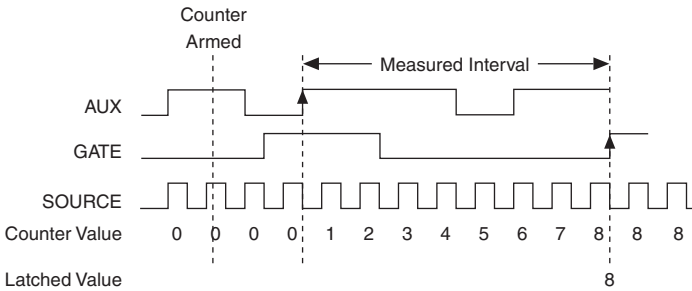 Counter
Armed
Measured Interval
AUX
GATE
SOURCE
Counter Value 0 0 0 0 1 2 3 4 5 6 7 8 8 8
Latched Value 8